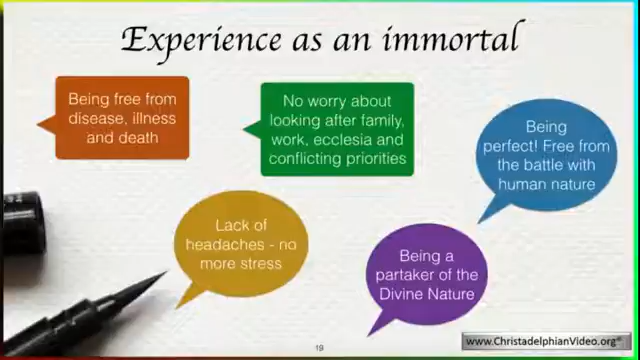 Experience as an immortal
Being free from
disease, illness
and death
No worry about
looking after family,
work, ecclesia and
conflicting priorities
Being
perfect! Free from
the battle with
human nature
Lack of
headaches - no
more stress
Being a
partaker of the
Divine Nature
19
www.ChristadelphianVideo.org